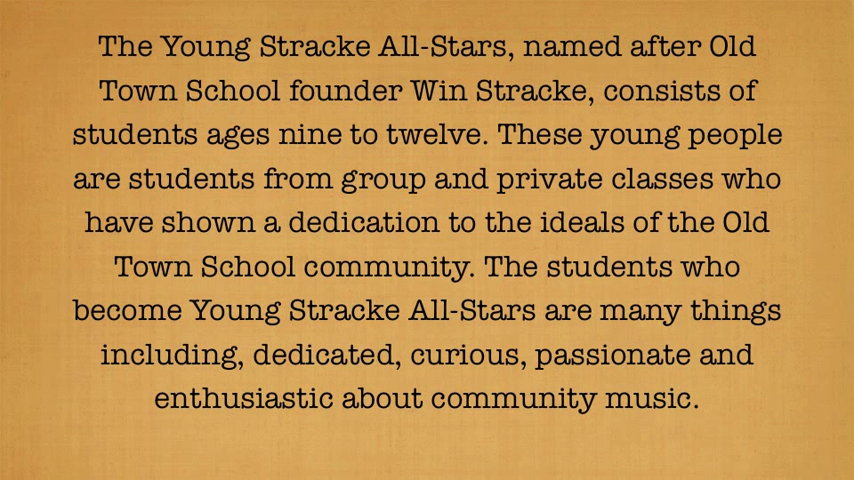 The Young Stracke All-Stars, named after Old
Town School founder Win Stracke, consists of
students ages nine to twelve. These young people
are students from group and private classes who
have shown a dedication to the ideals of the Old
Town School community. The students who
become Young Stracke All-Stars are many things
including, dedicated, curious, passionate and
enthusiastic about community music.